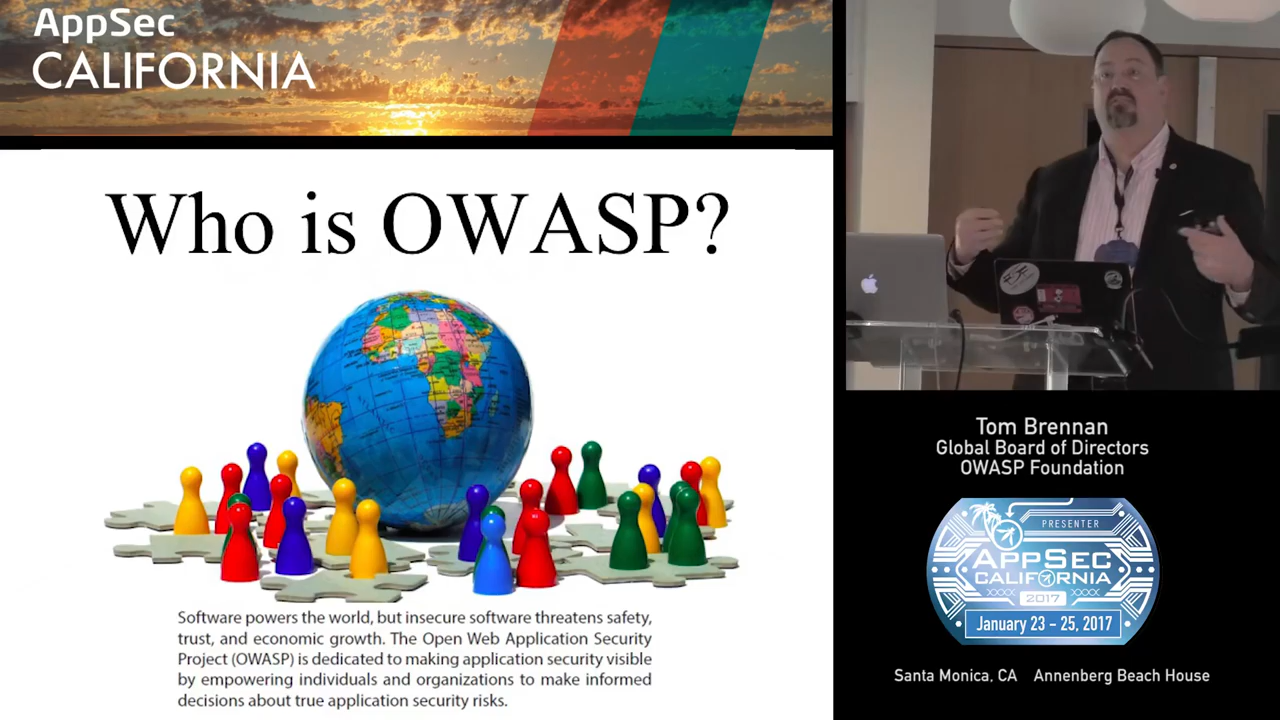 AppSec
CALIFORNIA
Who is OWASP?
Software powers the world, but insecure software threatens safety,
trust, and economic growth. The Open Web Application Security
Project (OWASP) is dedicated to making application security visible
by empowering individuals and organizations to make informed
decisions about true application security risks.
Tom Brennan
Global Board of Directors
OWASP Foundation
PRESENTER
APPSEC
CALIFORNIA
2017
January 23 – 25, 2017
Santa Monica, CA Annenberg Beach House